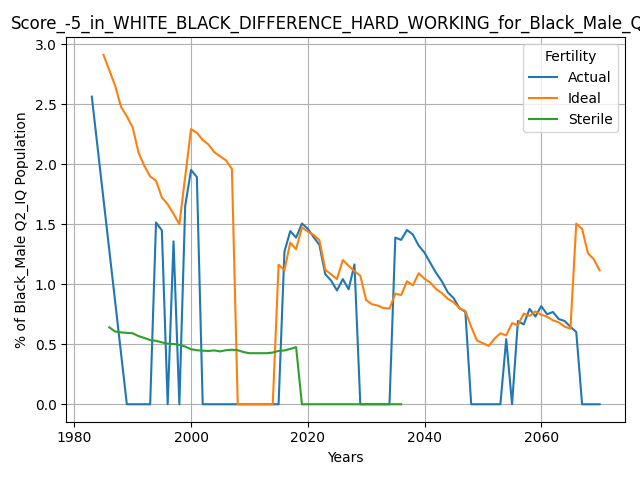 Score_-5_in_WHITE_BLACK_DIFFERENCE_HARD_WORKING_for_Black_Male_Q
Fertility
Actual
Ideal
Sterile
% of Black_Male Q2_IQ Population
3.0
2.5
2.0
1.5
1.0
0.5
0.0
1980 2000 2020 2040 2060
Years